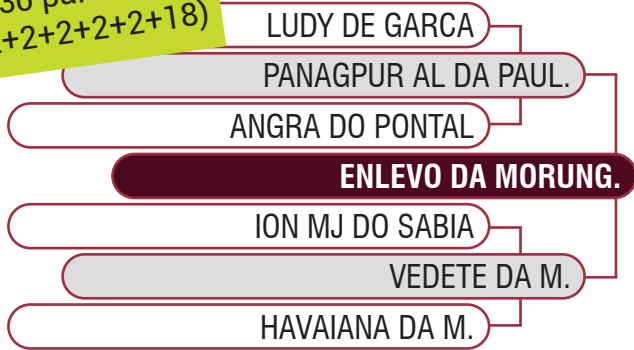 30
+2+2+2+2+18)
LUDY DE GARCA
PANAGPUR AL DA PAUL.
ANGRA DO PONTAL
ENLEVO DA MORUNG.
ION MJ DO SABIA
VEDETE DA M.
HAVAIANA DA M.